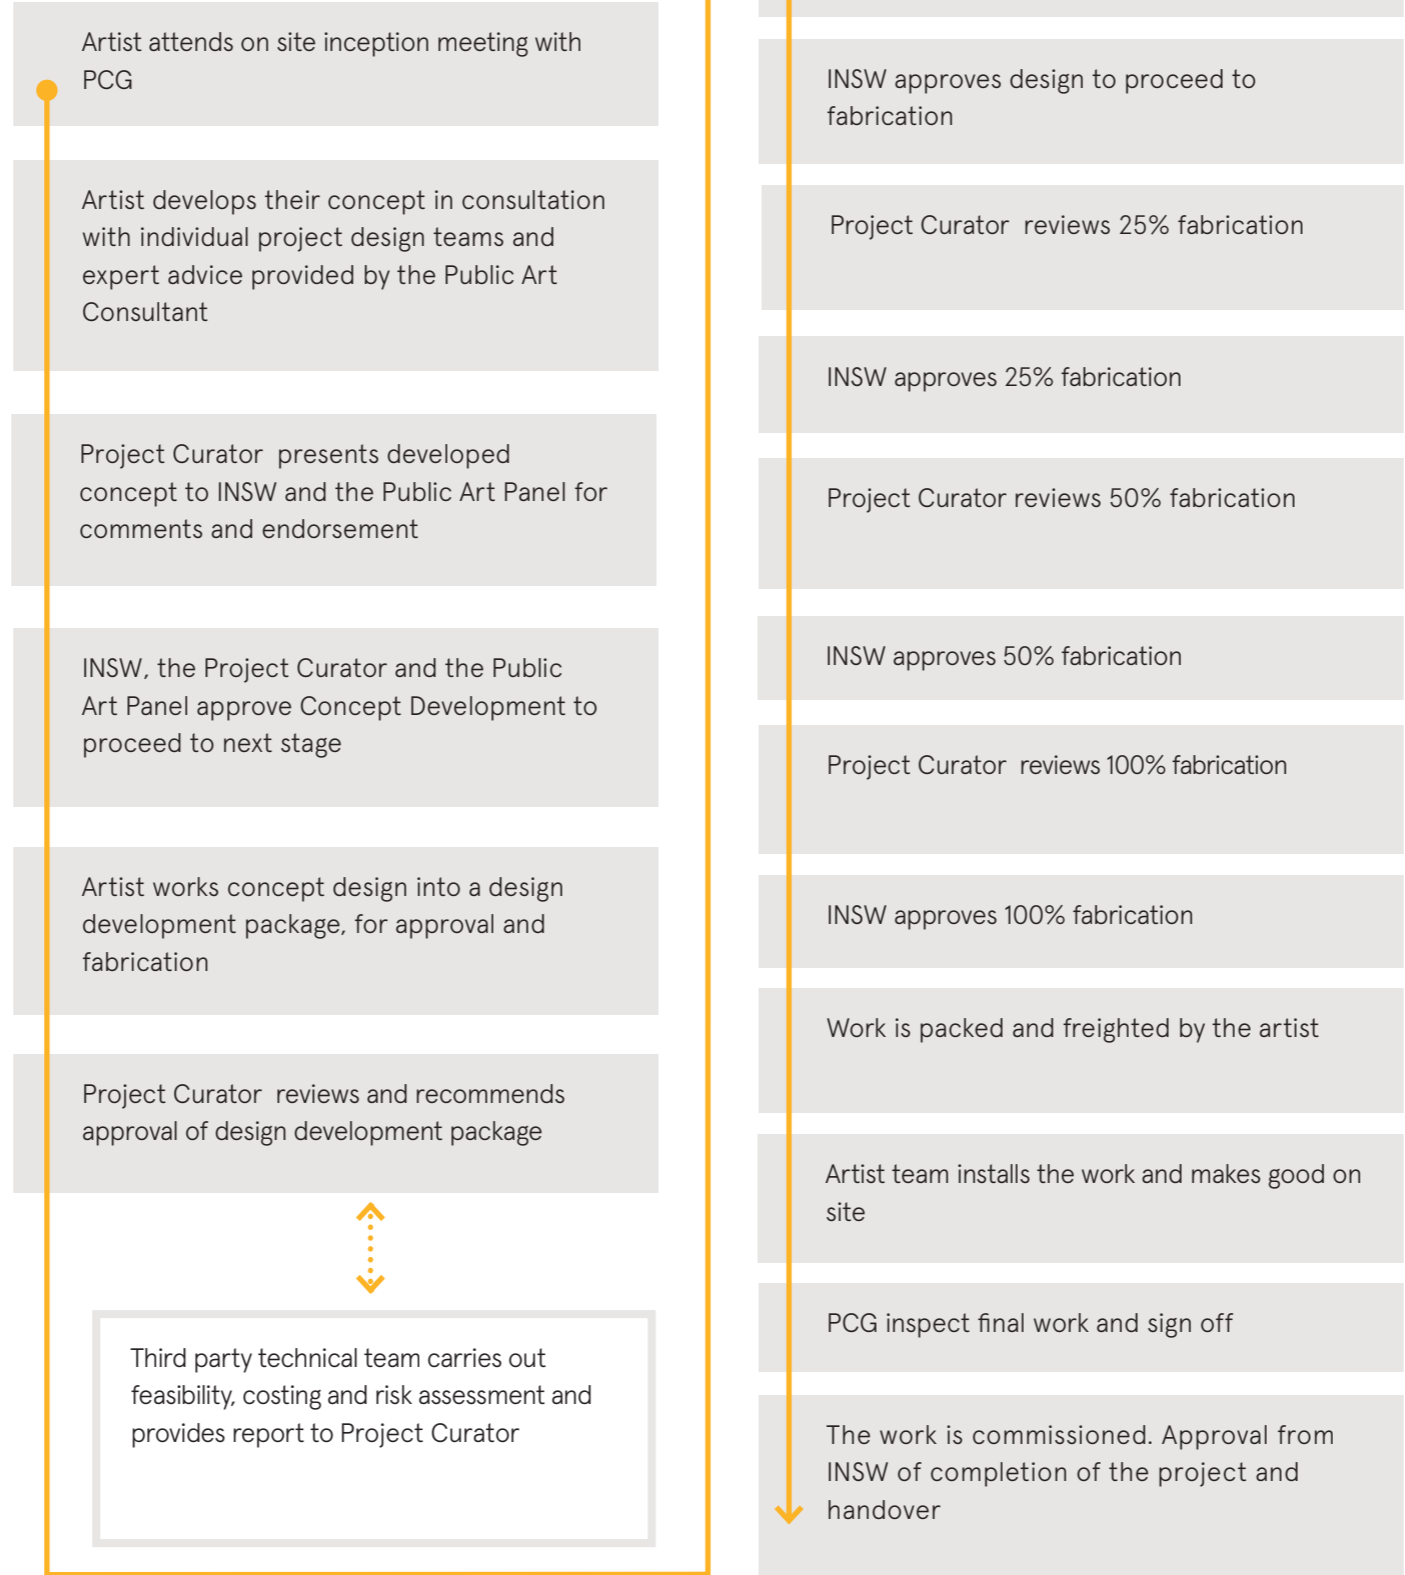 Artist attends on site inception meeting with
PCG
Artist develops their concept in consultation
with individual project design teams and
expert advice provided by the Public Art
Consultant
Project Curator presents developed
concept to INSW and the Public Art Panel for
comments and endorsement
INSW, the Project Curator and the Public
Art Panel approve Concept Development to
proceed to next stage
Artist works concept design into a design
development package, for approval and
fabrication
Project Curator reviews and recommends
approval of design development package
Third party technical team carries out
feasibility, costing and risk assessment and
provides report to Project Curator
INSW approves design to proceed to
fabrication
Project Curator reviews 25% fabrication
INSW approves 25% fabrication
Project Curator reviews 50% fabrication
INSW approves 50% fabrication
Project Curator reviews 100% fabrication
INSW approves 100% fabrication
Work is packed and freighted by the artist
Artist team installs the work and makes good on
site
PCG inspect final work and sign off
The work is commissioned. Approval from
INSW of completion of the project and
handover